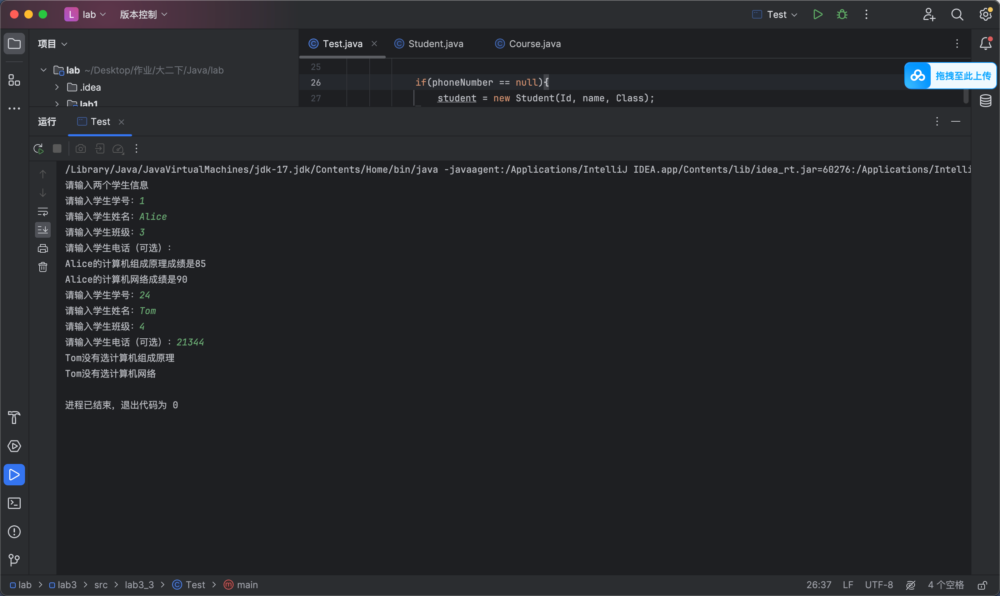 L lab 版本控制 Test
项目
Test.java Student.java Course.java
lab ~/Desktop/作业/大二下/Java/lab
.idea
lab1
25
26 if(phoneNumber == null){
27 student = new Student(Id, name, Class);
拖拽至此上传
运行 Test
/Library/Java/JavaVirtualMachines/jdk-17.jdk/Contents/Home/bin/java -javaagent:/Applications/IntelliJ IDEA.app/Contents/lib/idea_rt.jar=60276:/Applications/Intelli
请输入两个学生信息
请输入学生学号：1
请输入学生姓名：Alice
请输入学生班级：3
请输入学生电话（可选）：
Alice的计算机组成原理成绩是85
Alice的计算机网络成绩是90
请输入学生学号：24
请输入学生姓名：Tom
请输入学生班级：4
请输入学生电话（可选）：21344
Tom没有选计算机组成原理
Tom没有选计算机网络
进程已结束，退出代码为 0
lab lab3 src lab3_3 Test main 26:37 LF UTF-8 4 个空格